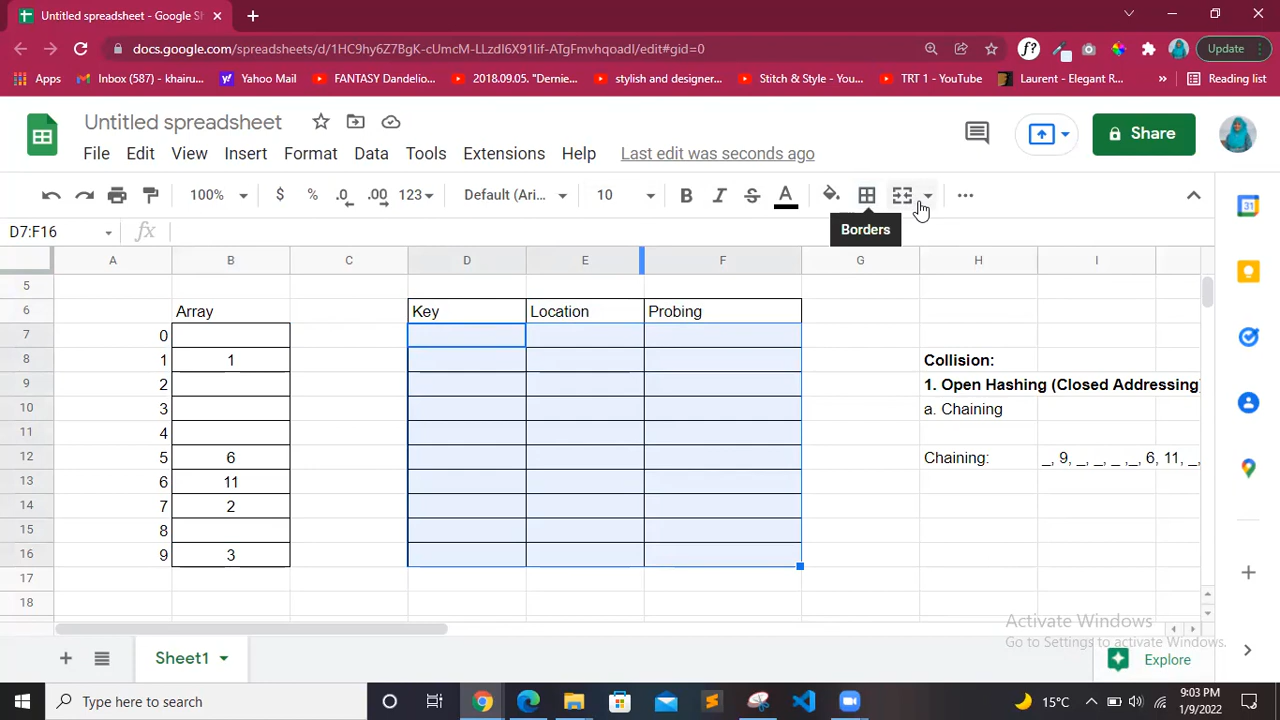 Untitled spreadsheet - Google Sh
docs.google.com/spreadsheets/d/1HC9hy6Z7BgK-cUmcM-LLzdI6X91Iif-ATgFmvhqoadI/edit#gid=0
Update
Apps
Inbox (587) - khairu...
Yahoo Mail
FANTASY Dandelio...
2018.09.05. "Dernie...
stylish and designer...
Stitch & Style - You...
TRT 1 - YouTube
Laurent - Elegant R...
Reading list
Untitled spreadsheet
File Edit View Insert Format Data Tools Extensions Help Last edit was seconds ago
Share
100% $ % .0 .00 123 Default (Ari... 10 B I S A
Borders
D7:F16 fx
A B C D E F G H I
5
6 Array Key Location Probing
7 0
8 1 1 Collision:
9 2 1. Open Hashing (Closed Addressing)
10 3 a. Chaining
11 4
12 5 6 Chaining: _, 9, _, _, _ ,_, 6, 11, _,
13 6 11
14 7 2
15 8
16 9 3
17
18
Activate Windows
Go to Settings to activate Windows.
Sheet1
Explore
Type here to search
15°C
9:03 PM
1/9/2022
31